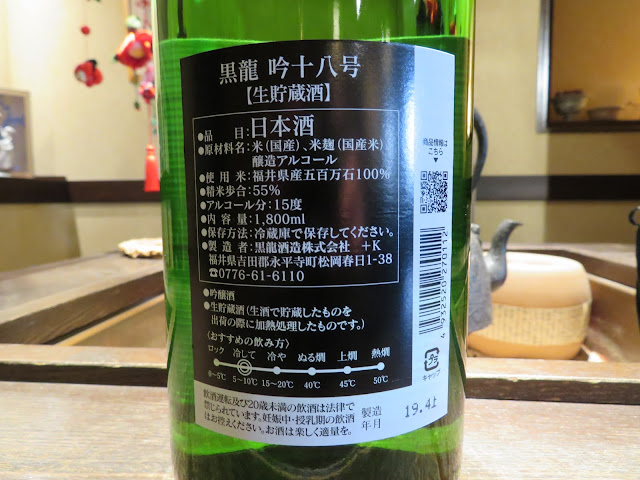 黒龍 吟十八号
【生貯蔵酒】
●品 目：日本酒
●原材料名：米（国産）、米麹（国産米）、
醸造アルコール
●使 用 米：福井県産五百万石100％
●精米歩合：55％
●アルコール分：15度
●内 容 量：1,800ml
●保存方法：冷蔵庫で保存してください。
●製 造 者：黒龍酒造株式会社 +K
福井県吉田郡永平寺町松岡春日1-38
☎0776-61-6110
●吟醸酒
●生貯蔵酒（生酒で貯蔵したものを
出荷の際に加熱処理したものです。）
〈おすすめの飲み方〉
ロック 冷して 冷や ぬる燗 上燗 熱燗
0〜5℃ 5〜10℃ 15〜20℃ 40℃ 45℃ 50℃
飲酒運転及び20歳未満の飲酒は法律で
禁じられています。妊娠中・授乳期の飲酒
はお控えください。お酒は楽しく適量を。
商品情報は
こちら
4932520270117
キャップ
製造
年月
19.4上